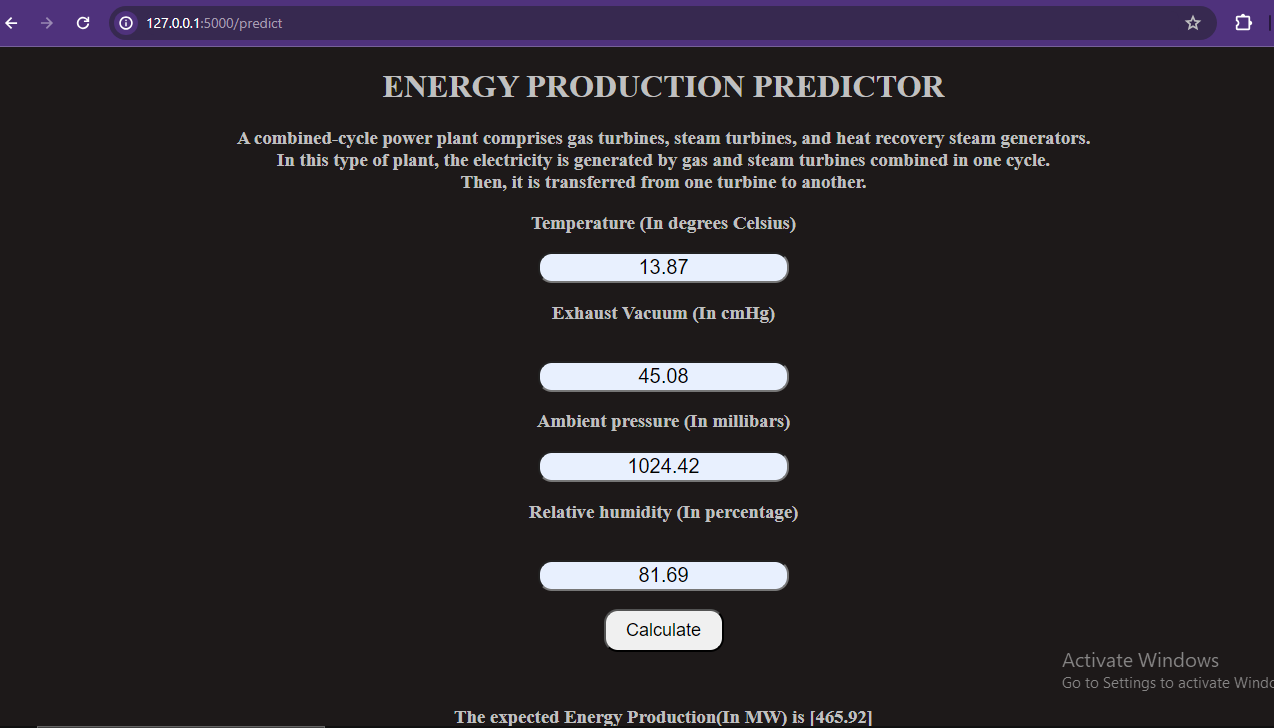 127.0.0.1:5000/predict
ENERGY PRODUCTION PREDICTOR
A combined-cycle power plant comprises gas turbines, steam turbines, and heat recovery steam generators.
In this type of plant, the electricity is generated by gas and steam turbines combined in one cycle.
Then, it is transferred from one turbine to another.
Temperature (In degrees Celsius)
13.87
Exhaust Vacuum (In cmHg)
45.08
Ambient pressure (In millibars)
1024.42
Relative humidity (In percentage)
81.69
Calculate
Activate Windows
Go to Settings to activate Windo
The expected Energy Production(In MW) is [465.92]